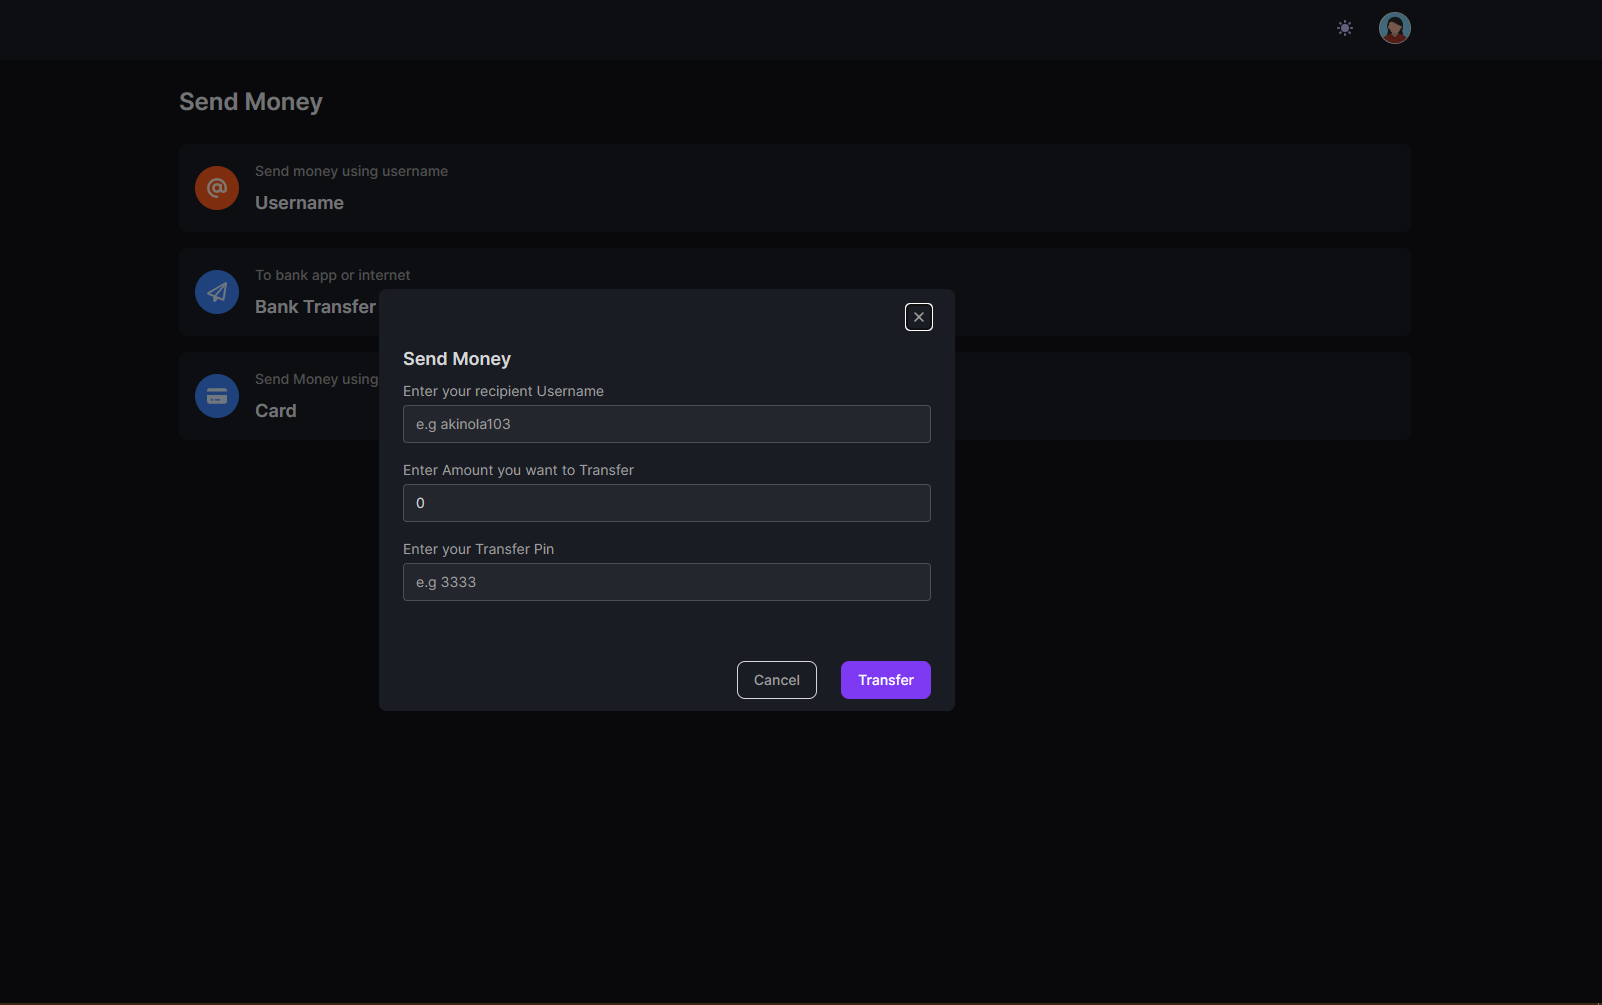 Send Money
Send money using username
Username
To bank app or internet
Bank Transfer
Send Money using
Card
Send Money
Enter your recipient Username
e.g akinola103
Enter Amount you want to Transfer
0
Enter your Transfer Pin
e.g 3333
Cancel
Transfer